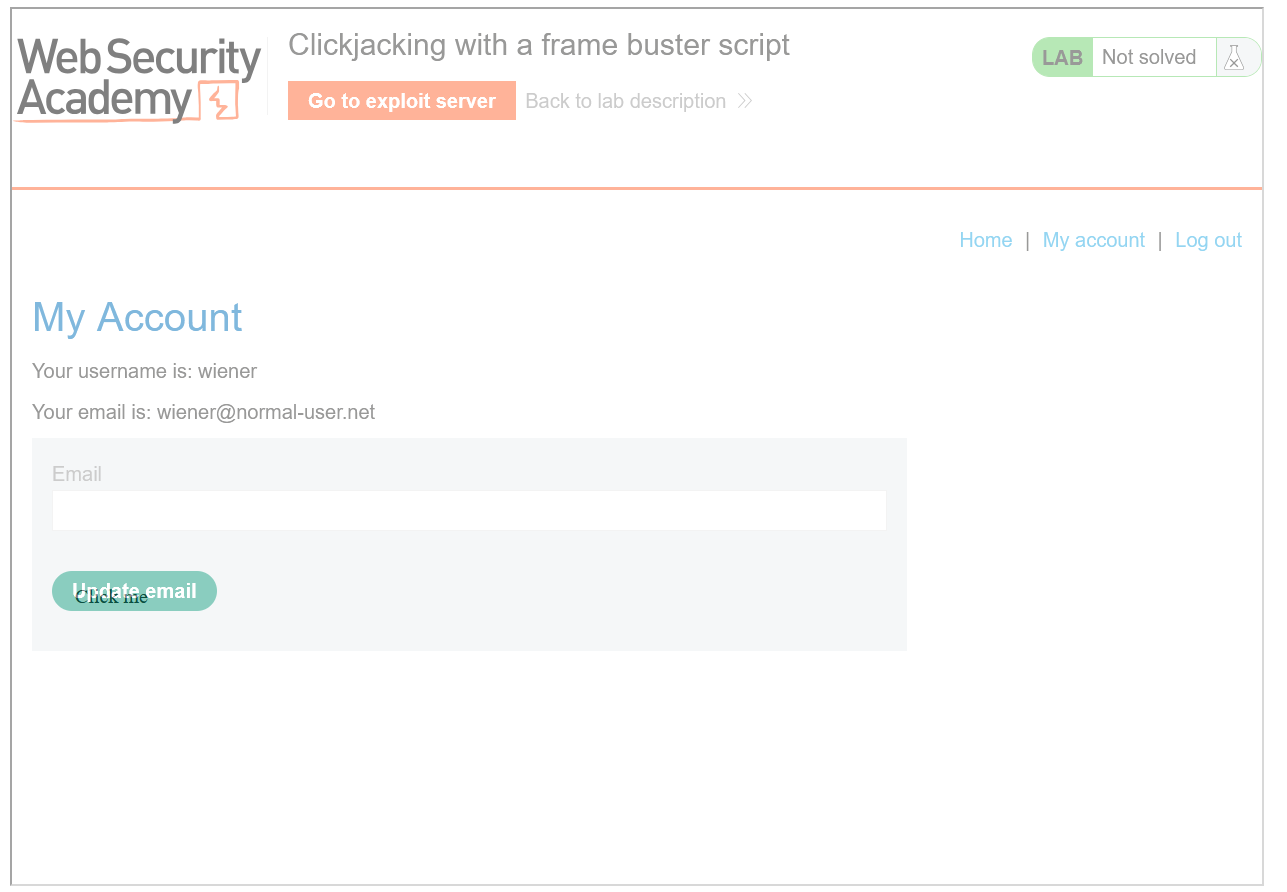 Web Security
Academy
Clickjacking with a frame buster script
Go to exploit server
Back to lab description
LAB
Not solved
Home | My account | Log out
My Account
Your username is: wiener
Your email is: wiener@normal-user.net
Email
Update email
Click me